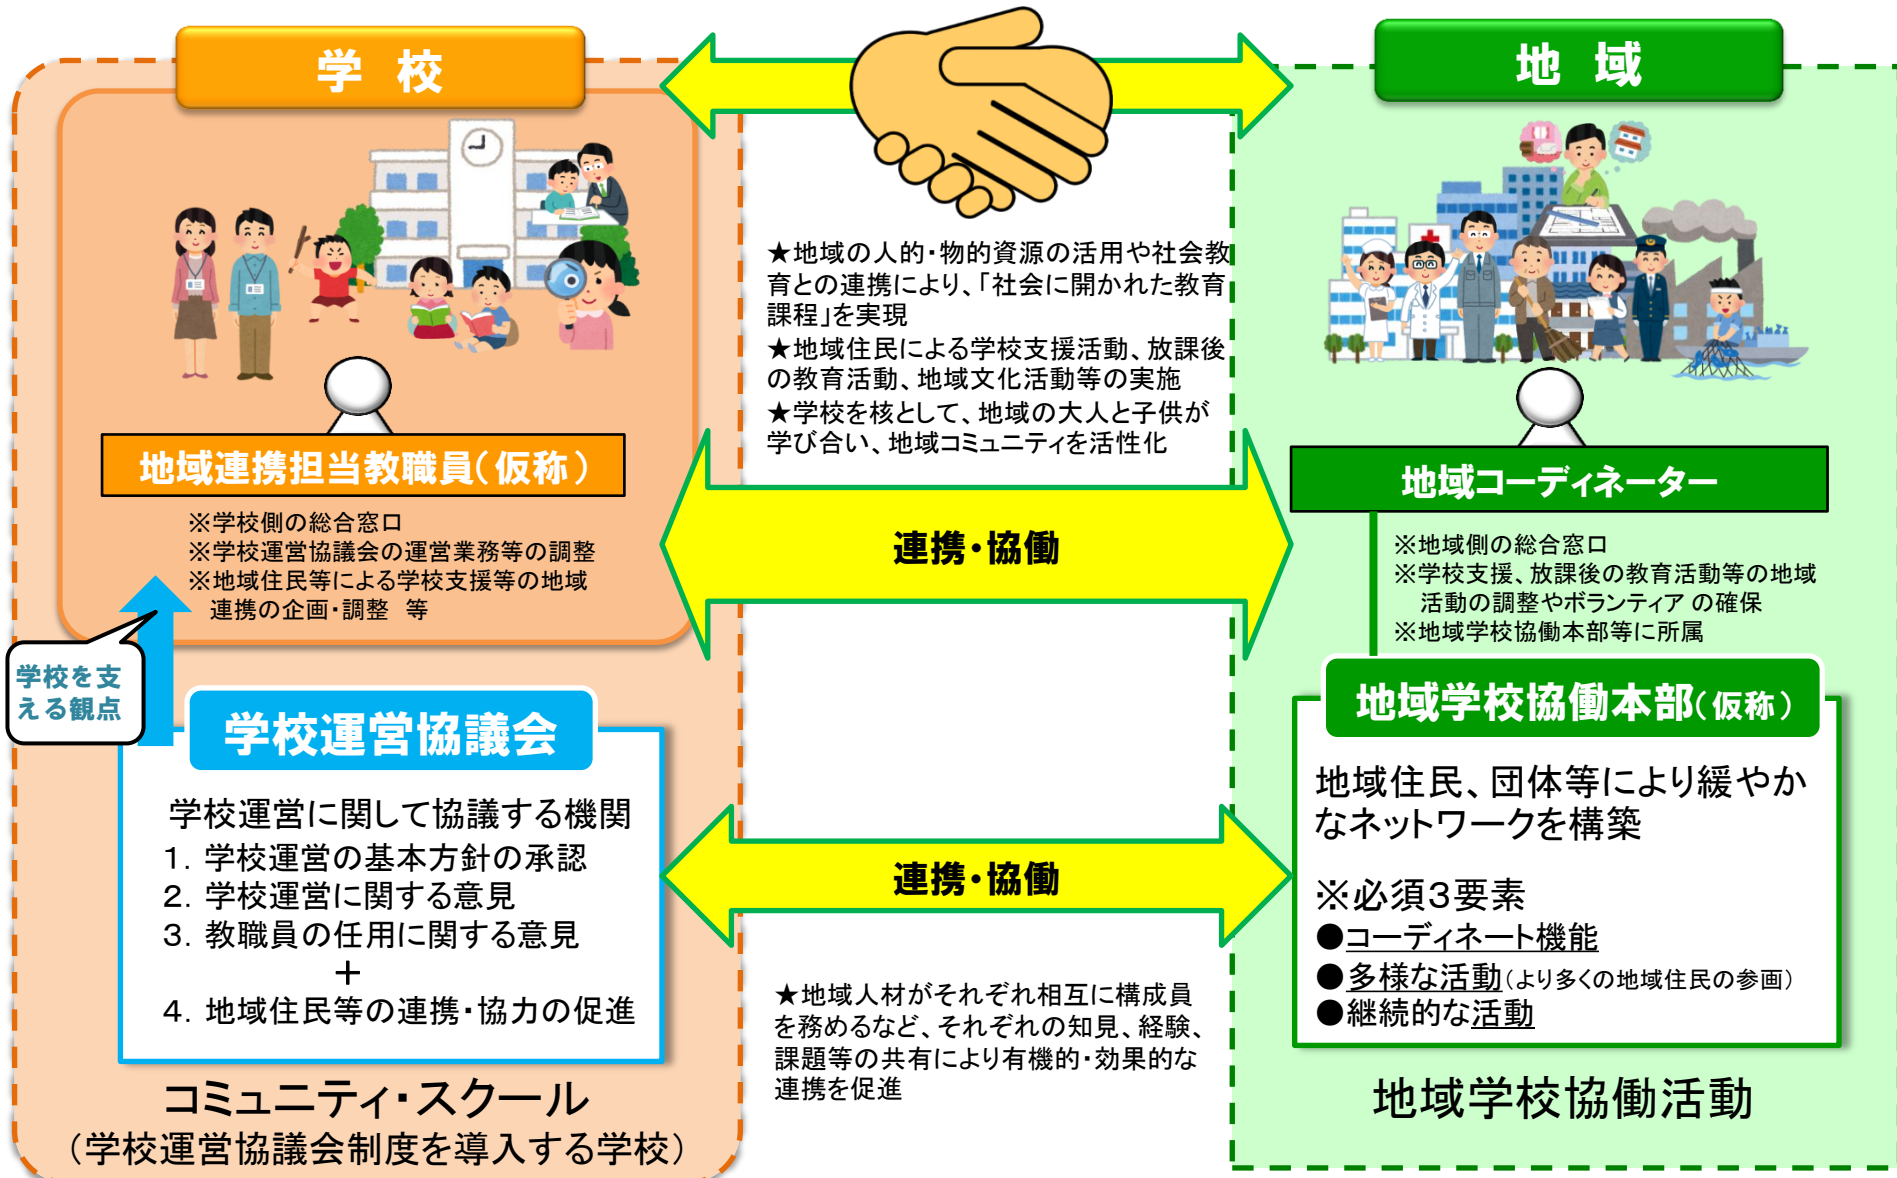 学 校
地域連携担当教職員(仮称)
※学校側の総合窓口
※学校運営協議会の運営業務等の調整
※地域住民等による学校支援等の地域
連携の企画・調整 等
学校を支
える観点
学校運営協議会
学校運営に関して協議する機関
1. 学校運営の基本方針の承認
2. 学校運営に関する意見
3. 教職員の任用に関する意見
+
4. 地域住民等の連携・協力の促進
コミュニティ・スクール
(学校運営協議会制度を導入する学校)
★地域の人的・物的資源の活用や社会教
育との連携により、「社会に開かれた教育
課程」を実現
★地域住民による学校支援活動、放課後
の教育活動、地域文化活動等の実施
★学校を核として、地域の大人と子供が
学び合い、地域コミュニティを活性化
連携・協働
連携・協働
★地域人材がそれぞれ相互に構成員
を務めるなど、それぞれの知見、経験、
課題等の共有により有機的・効果的な
連携を促進
地 域
地域コーディネーター
※地域側の総合窓口
※学校支援、放課後の教育活動等の地域
活動の調整やボランティア の確保
※地域学校協働本部等に所属
地域学校協働本部(仮称)
地域住民、団体等により緩やか
なネットワークを構築
※必須3要素
●コーディネート機能
●多様な活動(より多くの地域住民の参画)
●継続的な活動
地域学校協働活動